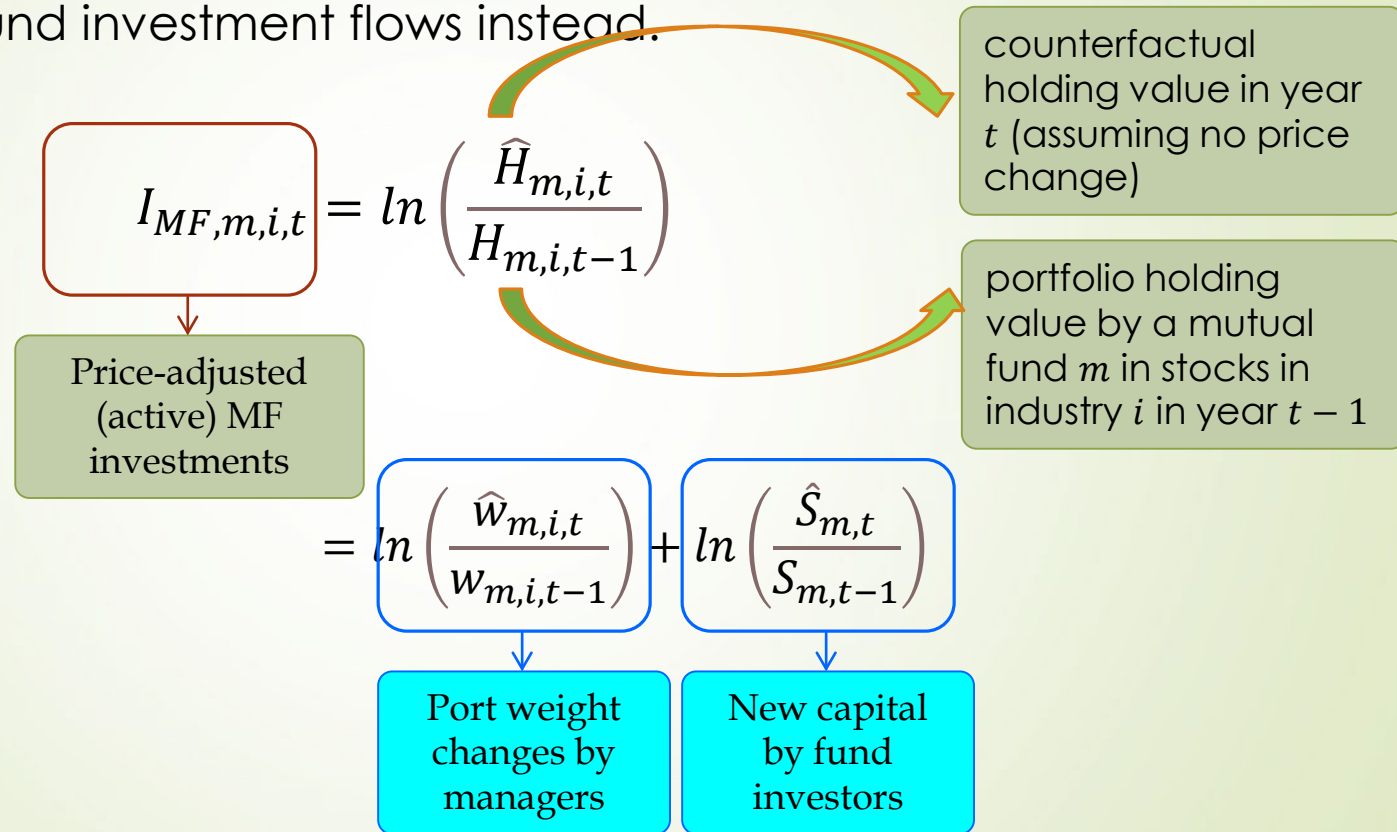 und investment flows instead.
counterfactual
holding value in year
t (assuming no price
change)
I_{MF,m,i,t} = ln(Ĥ_{m,i,t} / H_{m,i,t−1})
portfolio holding
value by a mutual
fund m in stocks in
industry i in year t − 1
Price-adjusted
(active) MF
investments
= ln(ŵ_{m,i,t} / w_{m,i,t−1}) + ln(Ŝ_{m,t} / S_{m,t−1})
Port weight
changes by
managers
New capital
by fund
investors